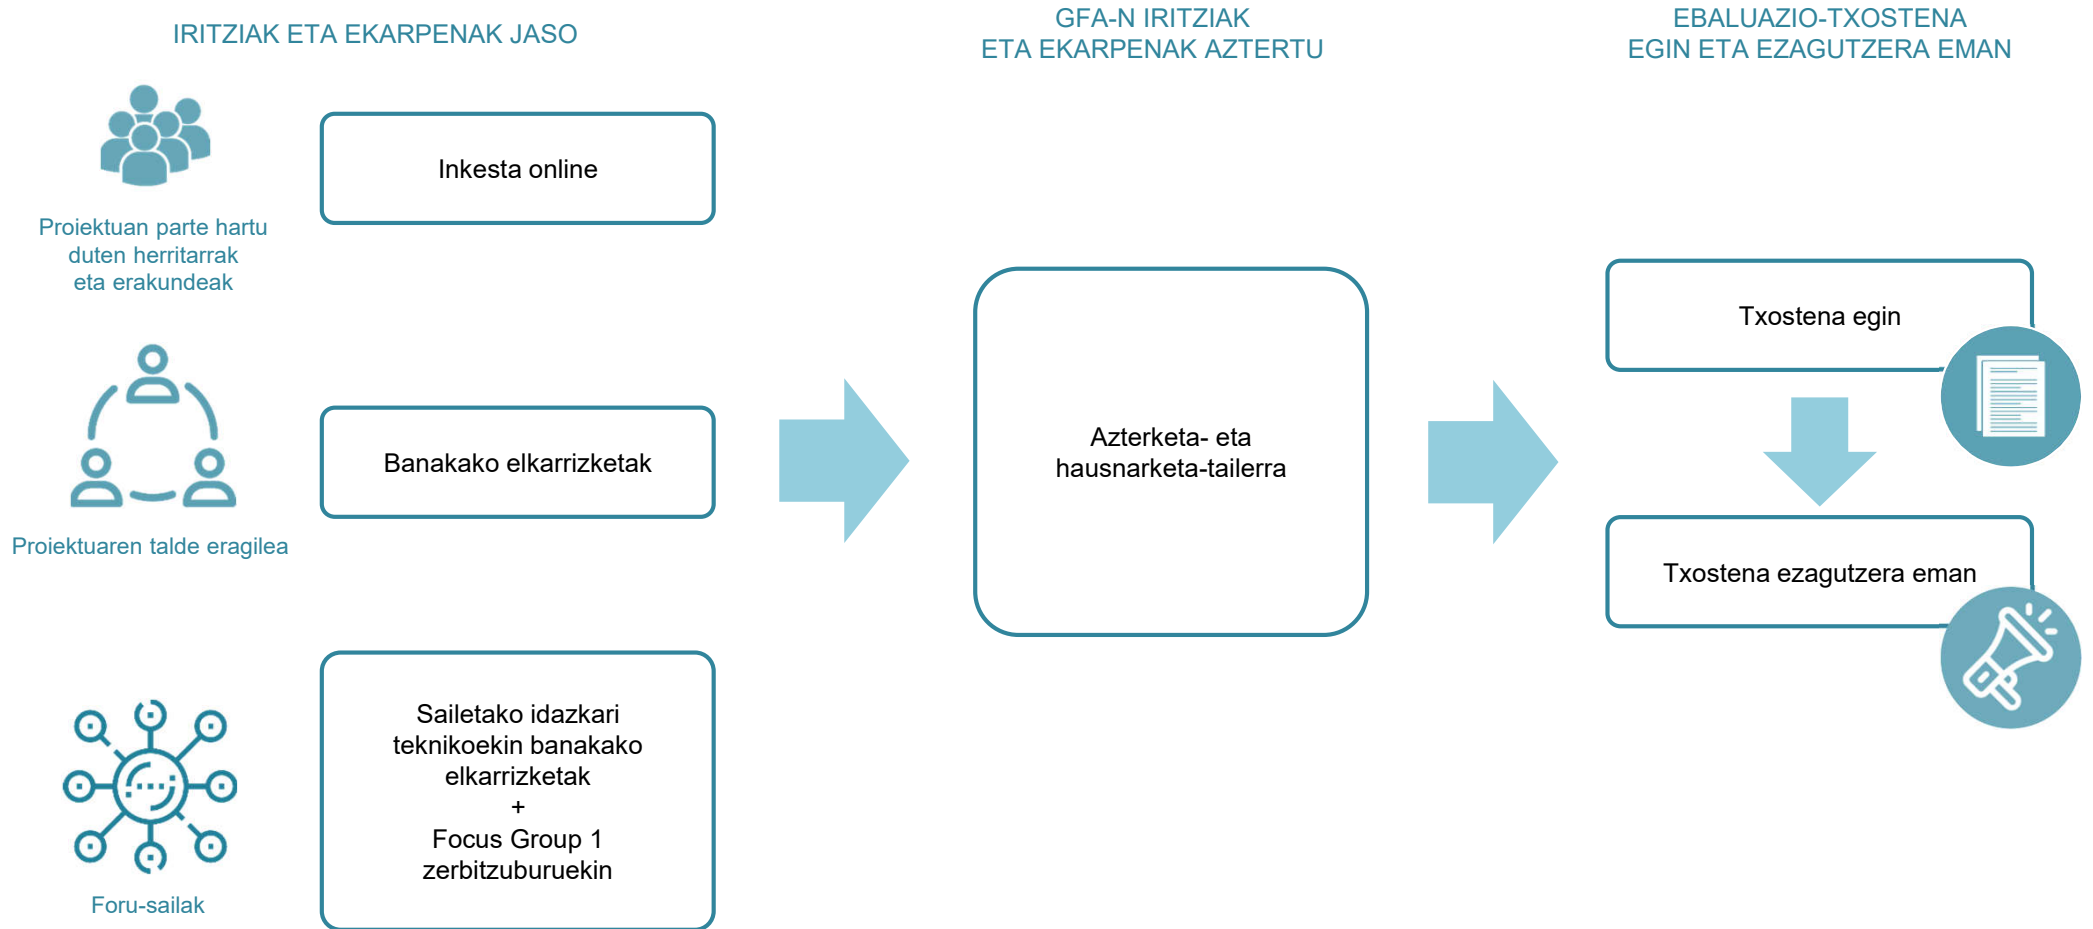 IRITZIAK ETA EKARPENAK JASO
GFA-N IRITZIAK
ETA EKARPENAK AZTERTU
EBALUAZIO-TXOSTENA
EGIN ETA EZAGUTZERA EMAN
Inkesta online
Proiektuan parte hartu
duten herritarrak
eta erakundeak
Banakako elkarrizketak
Proiektuaren talde eragilea
Sailetako idazkari
teknikoekin banakako
elkarrizketak
+
Focus Group 1
zerbitzuburuekin
Foru-sailak
Azterketa- eta
hausnarketa-tailerra
Txostena egin
Txostena ezagutzera eman